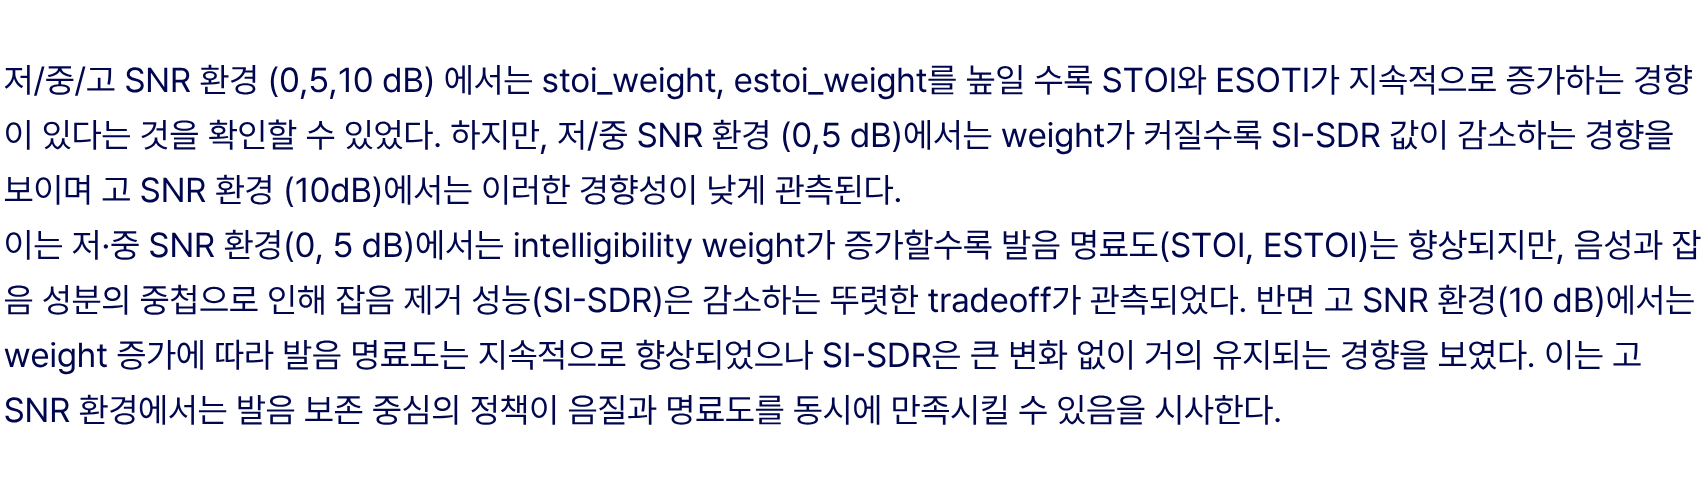 저/중/고 SNR 환경 (0,5,10 dB) 에서는 stoi_weight, estoi_weight를 높일 수록 STOI와 ESOTI가 지속적으로 증가하는 경향
이 있다는 것을 확인할 수 있었다. 하지만, 저/중 SNR 환경 (0,5 dB)에서는 weight가 커질수록 SI-SDR 값이 감소하는 경향을
보이며 고 SNR 환경 (10dB)에서는 이러한 경향성이 낮게 관측된다.
이는 저·중 SNR 환경(0, 5 dB)에서는 intelligibility weight가 증가할수록 발음 명료도(STOI, ESTOI)는 향상되지만, 음성과 잡
음 성분의 중첩으로 인해 잡음 제거 성능(SI-SDR)은 감소하는 뚜렷한 tradeoff가 관측되었다. 반면 고 SNR 환경(10 dB)에서는
weight 증가에 따라 발음 명료도는 지속적으로 향상되었으나 SI-SDR은 큰 변화 없이 거의 유지되는 경향을 보였다. 이는 고
SNR 환경에서는 발음 보존 중심의 정책이 음질과 명료도를 동시에 만족시킬 수 있음을 시사한다.